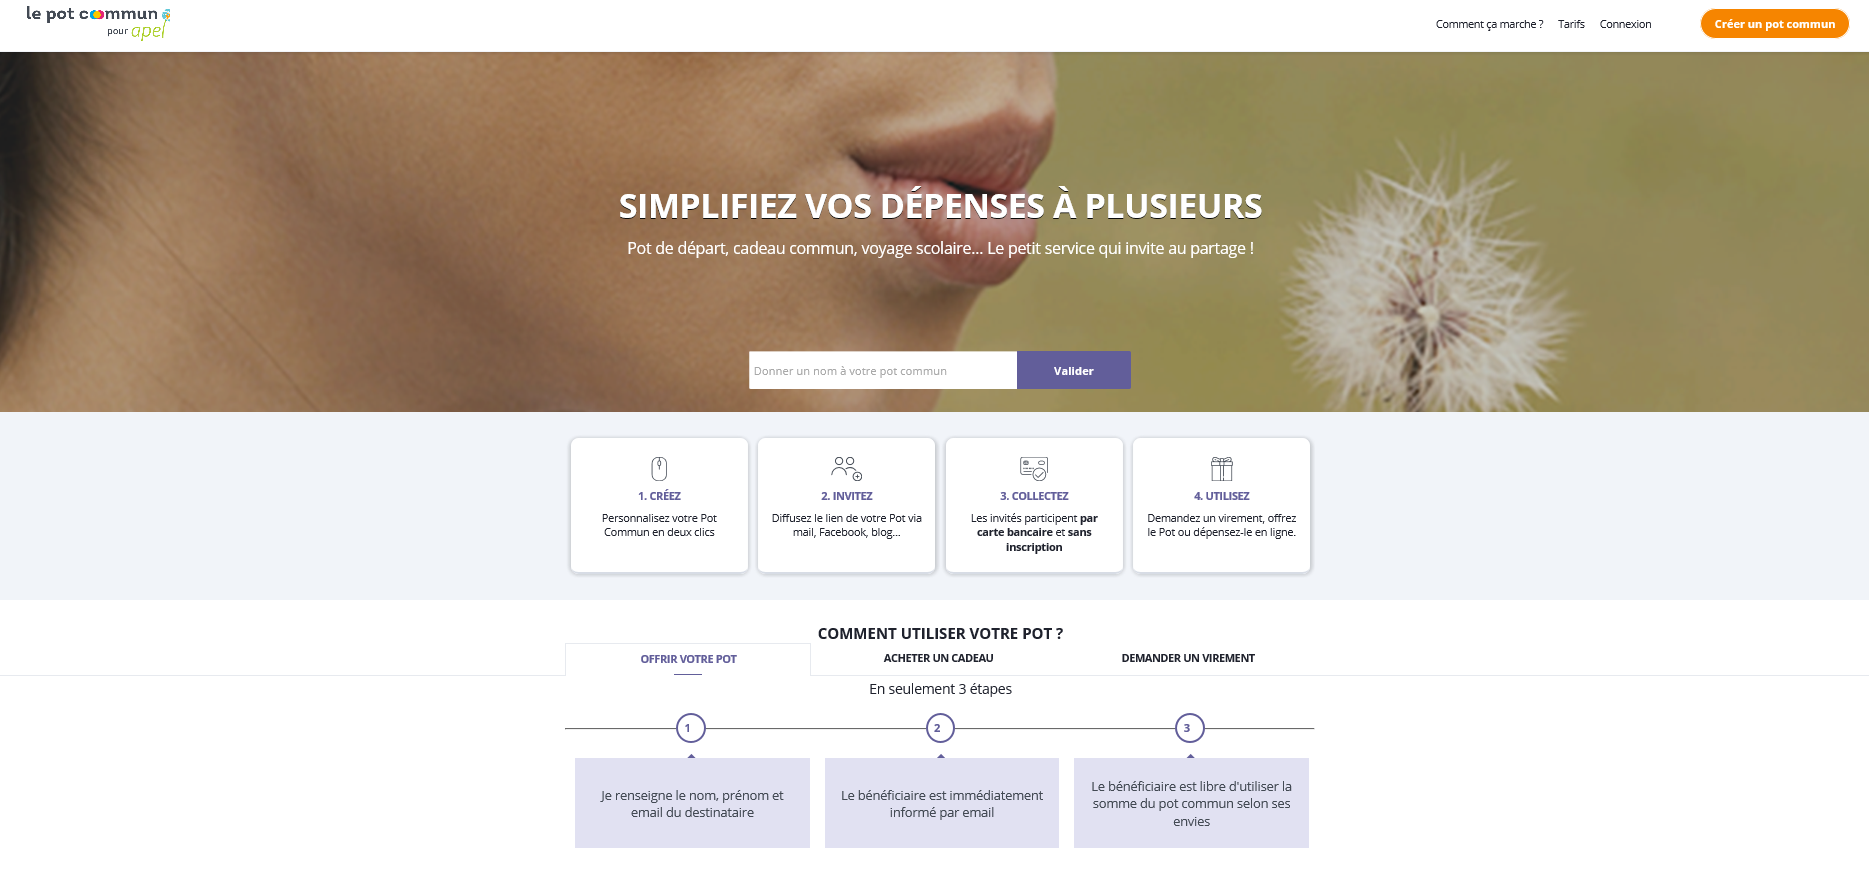 le pot commun
pour apel
Comment ça marche ?
Tarifs
Connexion
Créer un pot commun
SIMPLIFIEZ VOS DÉPENSES À PLUSIEURS
Pot de départ, cadeau commun, voyage scolaire... Le petit service qui invite au partage !
Donner un nom à votre pot commun
Valider
1. CRÉEZ
Personnalisez votre Pot
Commun en deux clics
2. INVITEZ
Diffusez le lien de votre Pot via
mail, Facebook, blog...
3. COLLECTEZ
Les invités participent par
carte bancaire et sans
inscription
4. UTILISEZ
Demandez un virement, offrez
le Pot ou dépensez-le en ligne.
COMMENT UTILISER VOTRE POT ?
OFFRIR VOTRE POT
ACHETER UN CADEAU
DEMANDER UN VIREMENT
En seulement 3 étapes
1
2
3
Je renseigne le nom, prénom et
email du destinataire
Le bénéficiaire est immédiatement
informé par email
Le bénéficiaire est libre d'utiliser la
somme du pot commun selon ses
envies